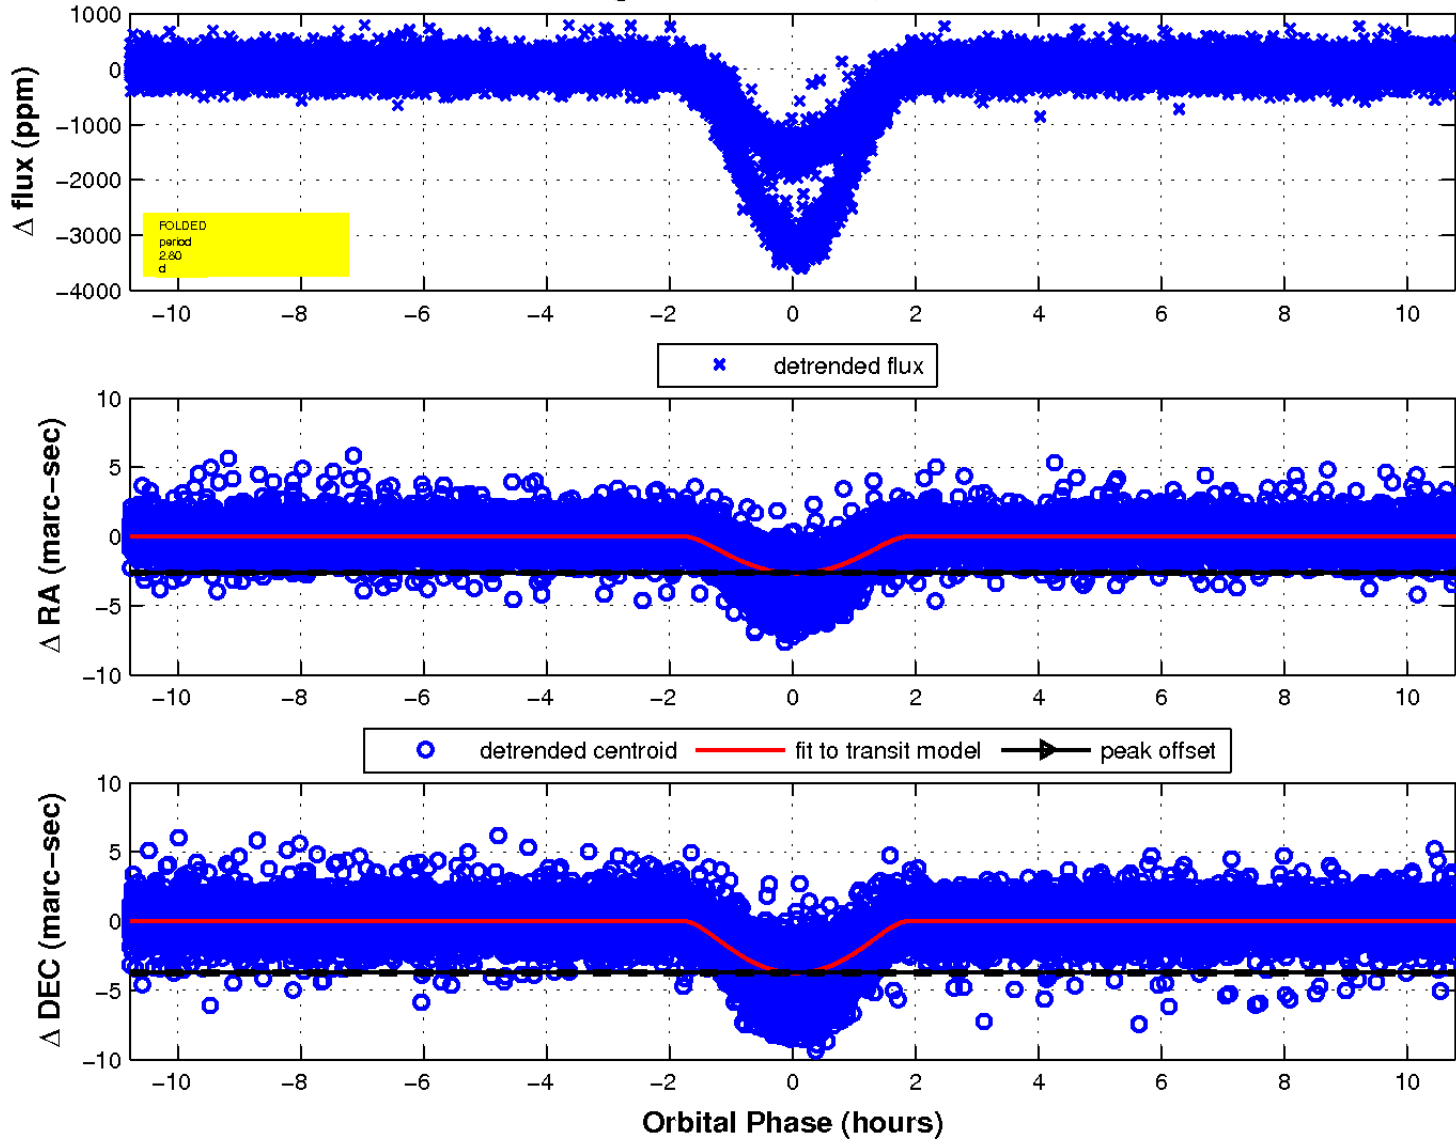 1000
0
−1000
−2000
−3000
−4000
Δ flux (ppm)
FOLDED
period
2.60
d
−10 −8 −6 −4 −2 0 2 4 6 8 10
detrended flux
10
5
0
−5
−10
Δ RA (marc−sec)
−10 −8 −6 −4 −2 0 2 4 6 8 10
detrended centroid fit to transit model peak offset
10
5
0
−5
−10
Δ DEC (marc−sec)
−10 −8 −6 −4 −2 0 2 4 6 8 10
Orbital Phase (hours)